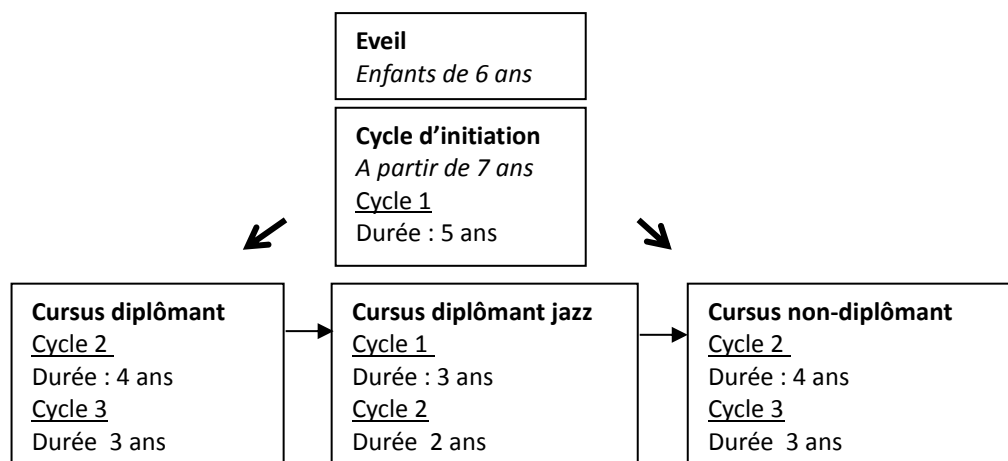 Eveil
Enfants de 6 ans
Cycle d’initiation
A partir de 7 ans
Cycle 1
Durée : 5 ans
Cursus diplômant
Cycle 2
Durée : 4 ans
Cycle 3
Durée 3 ans
Cursus diplômant jazz
Cycle 1
Durée : 3 ans
Cycle 2
Durée 2 ans
Cursus non-diplômant
Cycle 2
Durée : 4 ans
Cycle 3
Durée 3 ans